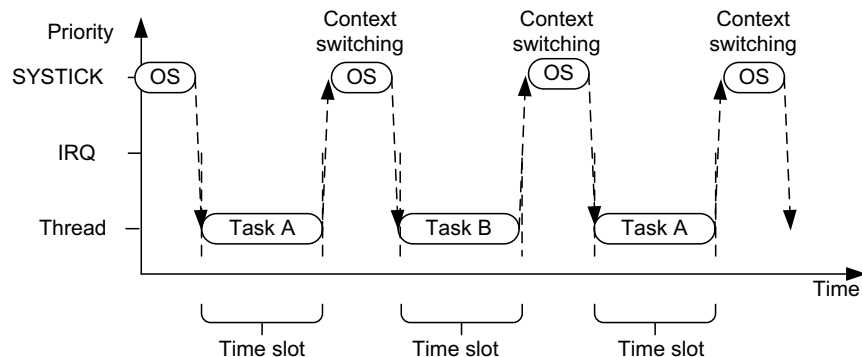 Priority
Context switching
Context switching
Context switching
SYSTICK
OS
OS
OS
OS
IRQ
Thread
Task A
Task B
Task A
Time
Time slot
Time slot
Time slot